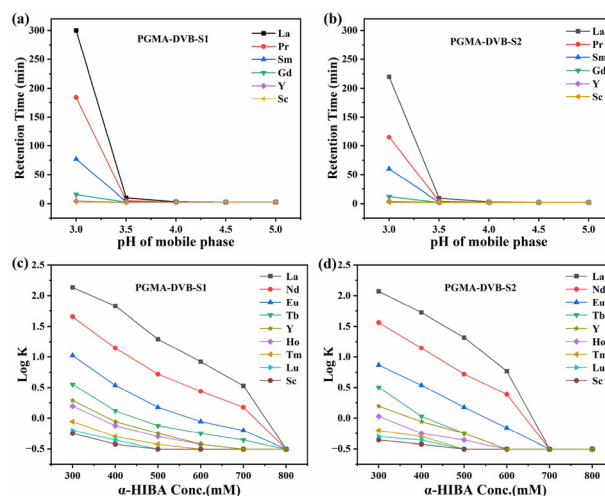 (a)
PGMA-DVB-S1
La
Pr
Sm
Gd
Y
Sc
Retention Time (min)
300
250
200
150
100
50
0
3.0 3.5 4.0 4.5 5.0
pH of mobile phase
(b)
PGMA-DVB-S2
La
Pr
Sm
Gd
Y
Sc
Retention Time (min)
300
250
200
150
100
50
0
3.0 3.5 4.0 4.5 5.0
pH of mobile phase
(c)
PGMA-DVB-S1
La
Nd
Eu
Tb
Y
Ho
Tm
Lu
Sc
Log K
2.5
2.0
1.5
1.0
0.5
0.0
−0.5
300 400 500 600 700 800
α-HIBA Conc.(mM)
(d)
PGMA-DVB-S2
La
Nd
Eu
Tb
Y
Ho
Tm
Lu
Sc
Log K
2.5
2.0
1.5
1.0
0.5
0.0
−0.5
300 400 500 600 700 800
α-HIBA Conc.(mM)